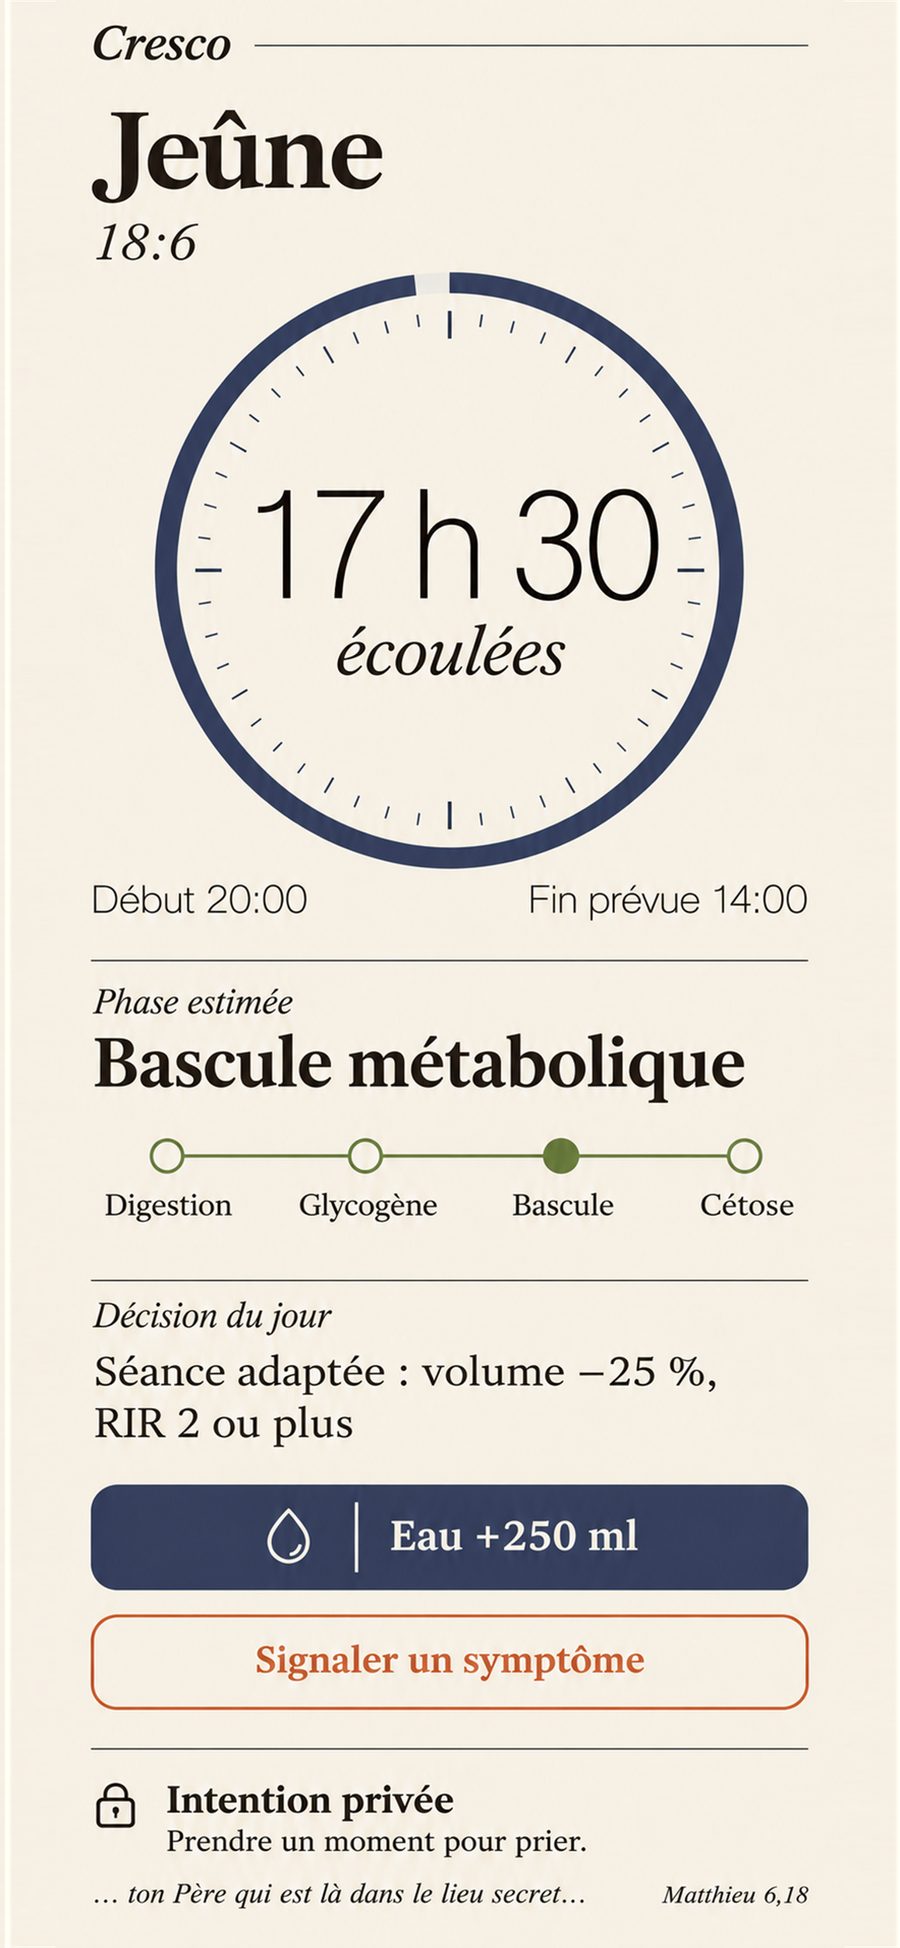 Cresco
Jeûne
18:6
17 h 30
écoulées
Début 20:00 Fin prévue 14:00
Phase estimée
Bascule métabolique
Digestion Glycogène Bascule Cétose
Décision du jour
Séance adaptée : volume −25 %,
RIR 2 ou plus
Eau +250 ml
Signaler un symptôme
Intention privée
Prendre un moment pour prier.
… ton Père qui est là dans le lieu secret… Matthieu 6,18